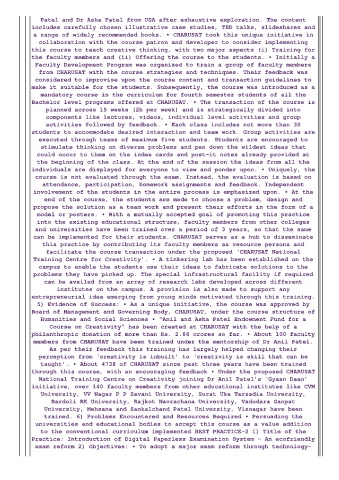 Patel and Dr Asha Patel from USA after exhaustive exploration. The content
includes carefully chosen illustrative case studies, TED talks, slideshares and
a range of widely recommended books. • CHARUSAT took this unique initiative in
collaboration with the course patron and developer to consider implementing
this course to teach creative thinking, with two major aspects (i) Training for
the faculty members and (ii) Offering the course to the students. • Initially a
Faculty Development Program was organised to train a group of faculty members
from CHARUSAT with the course strategies and techniques. Their feedback was
considered to improvise upon the course content and transaction guidelines to
make it suitable for the students. Subsequently, the course was introduced as a
mandatory course in the curriculum for fourth semester students of all the
Bachelor level programs offered at CHARUSAT. • The transaction of the course is
planned across 15 weeks (2h per week) and is strategically divided into
components like lectures, videos, individual level activities and group
activities followed by feedback. • Each class includes not more than 30
students to accommodate desired interaction and team work. Group activities are
executed through teams of maximum five students. Students are encouraged to
stimulate thinking on diverse problems and pen down the wildest ideas that
could occur to them on the index cards and post-it notes already provided at
the beginning of the class. At the end of the session the ideas from all the
individuals are displayed for everyone to view and ponder upon. • Uniquely, the
course is not evaluated through the exam. Instead, the evaluation is based on
attendance, participation, homework assignments and feedback. Independent
involvement of the students in the entire process is emphasized upon. • At the
end of the course, the students are made to choose a problem, design and
propose the solution as a team work and present their efforts in the form of a
model or posters. • With a mutually accepted goal of promoting this practice
into the existing educational structure, faculty members from other colleges
and universities have been trained over a period of 3 years, so that the same
can be implemented for their students. CHARUSAT serves as a hub to disseminate
this practice by contributing its faculty members as resource persons and
facilitate the course transaction under the proposed 'CHARUSAT National
Training Centre for Creativity'. • A tinkering lab has been established on the
campus to enable the students use their ideas to fabricate solutions to the
problems they have picked up. The special infrastructural facility if required
can be availed from an array of research labs developed across different
institutes on the campus. A provision is also made to support any
entrepreneurial idea emerging from young minds motivated through this training.
5) Evidence of Success: • As a unique initiative, the course was approved by
Board of Management and Governing Body, CHARUSAT, under the course structure of
Humanities and Social Sciences • "Anil and Asha Patel Endowment Fund for a
Course on Creativity" has been created at CHARUSAT with the help of a
philanthropic donation of more than Rs. 2.84 crores so far. • About 100 faculty
members from CHARUSAT have been trained under the mentorship of Dr Anil Patel.
As per their feedback this training has largely helped changing their
perception from 'creativity is inbuilt' to 'creativity is skill that can be
taught'. • About 4738 of CHARUSAT since past three years have been trained
through this course, with an encouraging feedback • Under the proposed CHARUSAT
National Training Centre on Creativity joining Dr Anil Patel's 'Gyaan Daan'
initiative, over 140 faculty members from other educational institutes like CVM
University, VV Nagar P P Savani University, Surat Uka Tarsadia University,
Bardoli RK University, Rajkot Navrachana University, Vadodara Ganpat
University, Mehsana and Sankalchand Patel University, Visnagar have been
trained. 6) Problems Encountered and Resources Required • Persuading the
universities and educational bodies to accept this course as a value addition
to the conventional curriculum implemented BEST PRACTICE-2 1) Title of the
Practice: Introduction of Digital Paperless Examination System – An ecofriendly
exam reform 2) Objectives: • To adopt a major exam reform through technology-